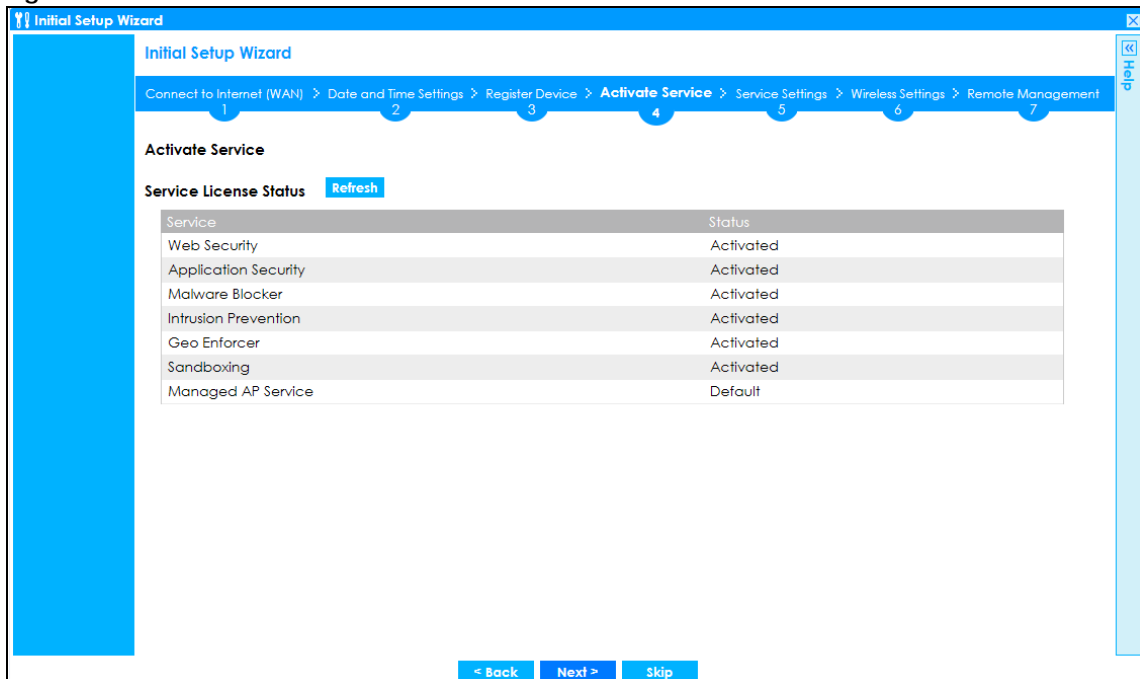 Initial Setup Wizard
Help
Initial Setup Wizard
Connect to Internet (WAN) > Date and Time Settings > Register Device > Activate Service > Service Settings > Wireless Settings > Remote Management
1 2 3 4 5 6 7
Activate Service
Service License Status Refresh
Service Status
Web Security Activated
Application Security Activated
Malware Blocker Activated
Intrusion Prevention Activated
Geo Enforcer Activated
Sandboxing Activated
Managed AP Service Default
< Back Next > Skip